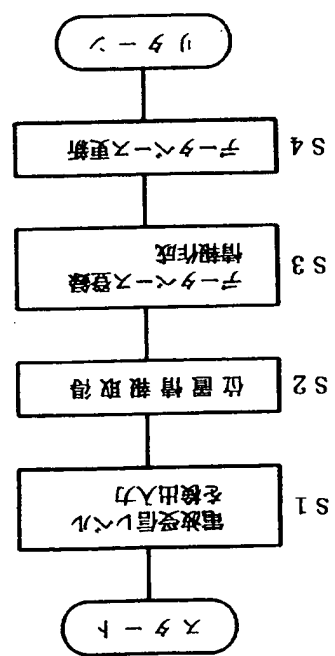 スタート
S1
電波受信レベル
を検出入力
S2
位置情報取得
S3
データベース登録
情報作成
S4
データベース更新
リターン